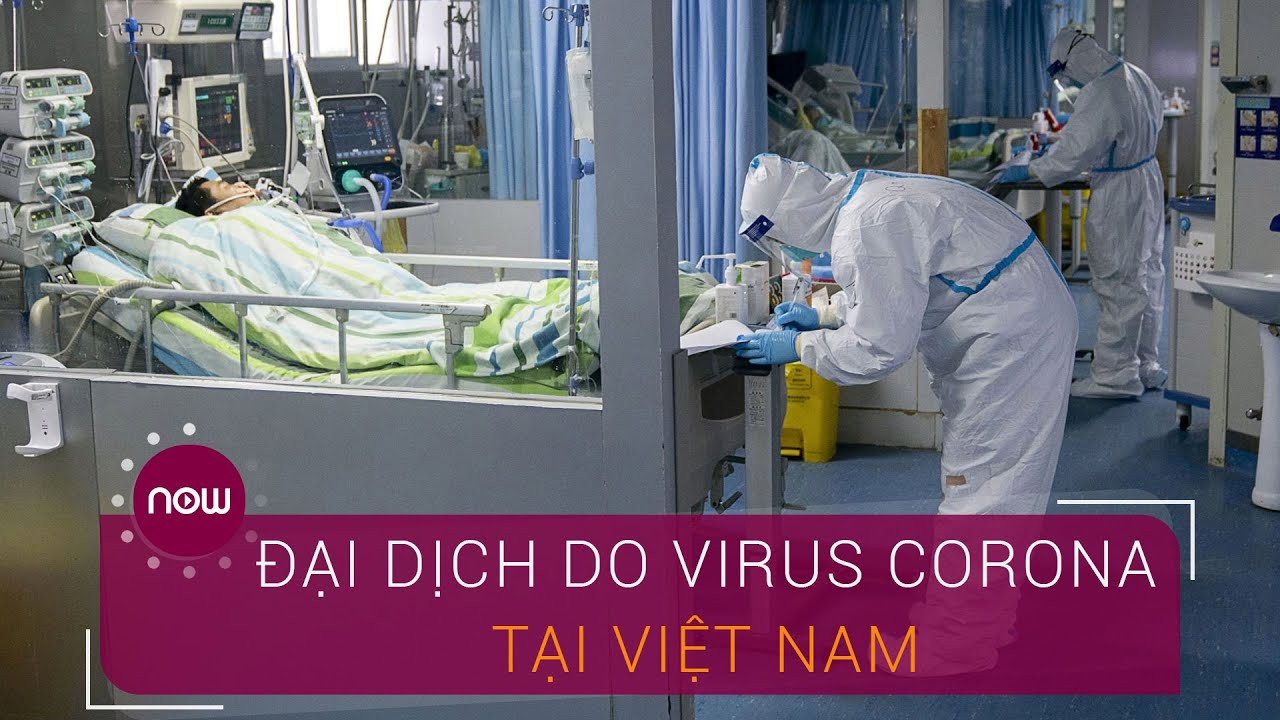 now
ĐẠI DỊCH DO VIRUS CORONA
TẠI VIỆT NAM